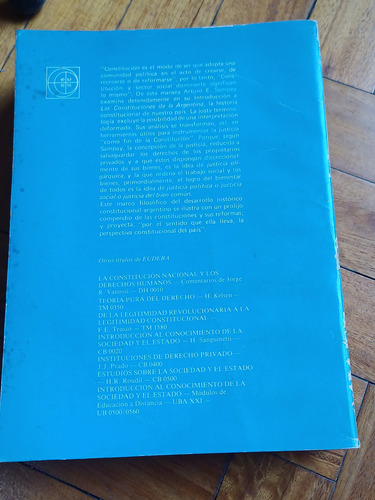 "Constitución es el modo de ser que adopta una
comunidad política en el acto de crearse, de
recrearse o de reformarse", por lo tanto, "Cons-
titución y sector social dominante significan
lo mismo". De esta manera Arturo E. Sampay
examina detenidamente en su introducción a
Las Constituciones de la Argentina, la historia
constitucional de nuestro país. La justa termino-
logía excluye la posibilidad de una interpretación
deformada. Sus análisis se transforman, así, en
herramientas útiles para instrumentar la justicia
"como fin de la Constitución". Porque, según
Sampay, la concepción de la justicia, reducida a
salvaguardar los derechos de los propietarios
privados y a que éstos dispongan discrecional-
mente de sus bienes, es la idea de justicia oli-
gárquica, y la que ordena el trabajo social y los
bienes, primordialmente, al logro del bienestar
de todos es la idea de justicia política o justicia
social o justicia del bien común.
Este marco filosófico del desarrollo histórico
constitucional argentino se ilustra con un prolijo
compendio de las constituciones y sus reformas,
y proyecta, "por el sentido que ella lleva, la
perspectiva constitucional del país".
Otros títulos de EUDEBA
LA CONSTITUCIÓN NACIONAL Y LOS
DERECHOS HUMANOS — Comentarios de Jorge
R. Vanossi — DH 0010
TEORÍA PURA DEL DERECHO — H. Kelsen —
TM 0350
DE LA LEGITIMIDAD REVOLUCIONARIA A LA
LEGITIMIDAD CONSTITUCIONAL —
F. E. Trusso — TM 1580
INTRODUCCIÓN AL CONOCIMIENTO DE LA
SOCIEDAD Y EL ESTADO — H. Sanguinetti —
CB 0020
INSTITUCIONES DE DERECHO PRIVADO —
J. J. Prado — CB 0400
ESTUDIOS SOBRE LA SOCIEDAD Y EL ESTADO
— H.R. Roudil — CB 0500
INTRODUCCIÓN AL CONOCIMIENTO DE LA
SOCIEDAD Y EL ESTADO — Módulos de
Educación a Distancia — UBA XXI —
UB 0500/0560